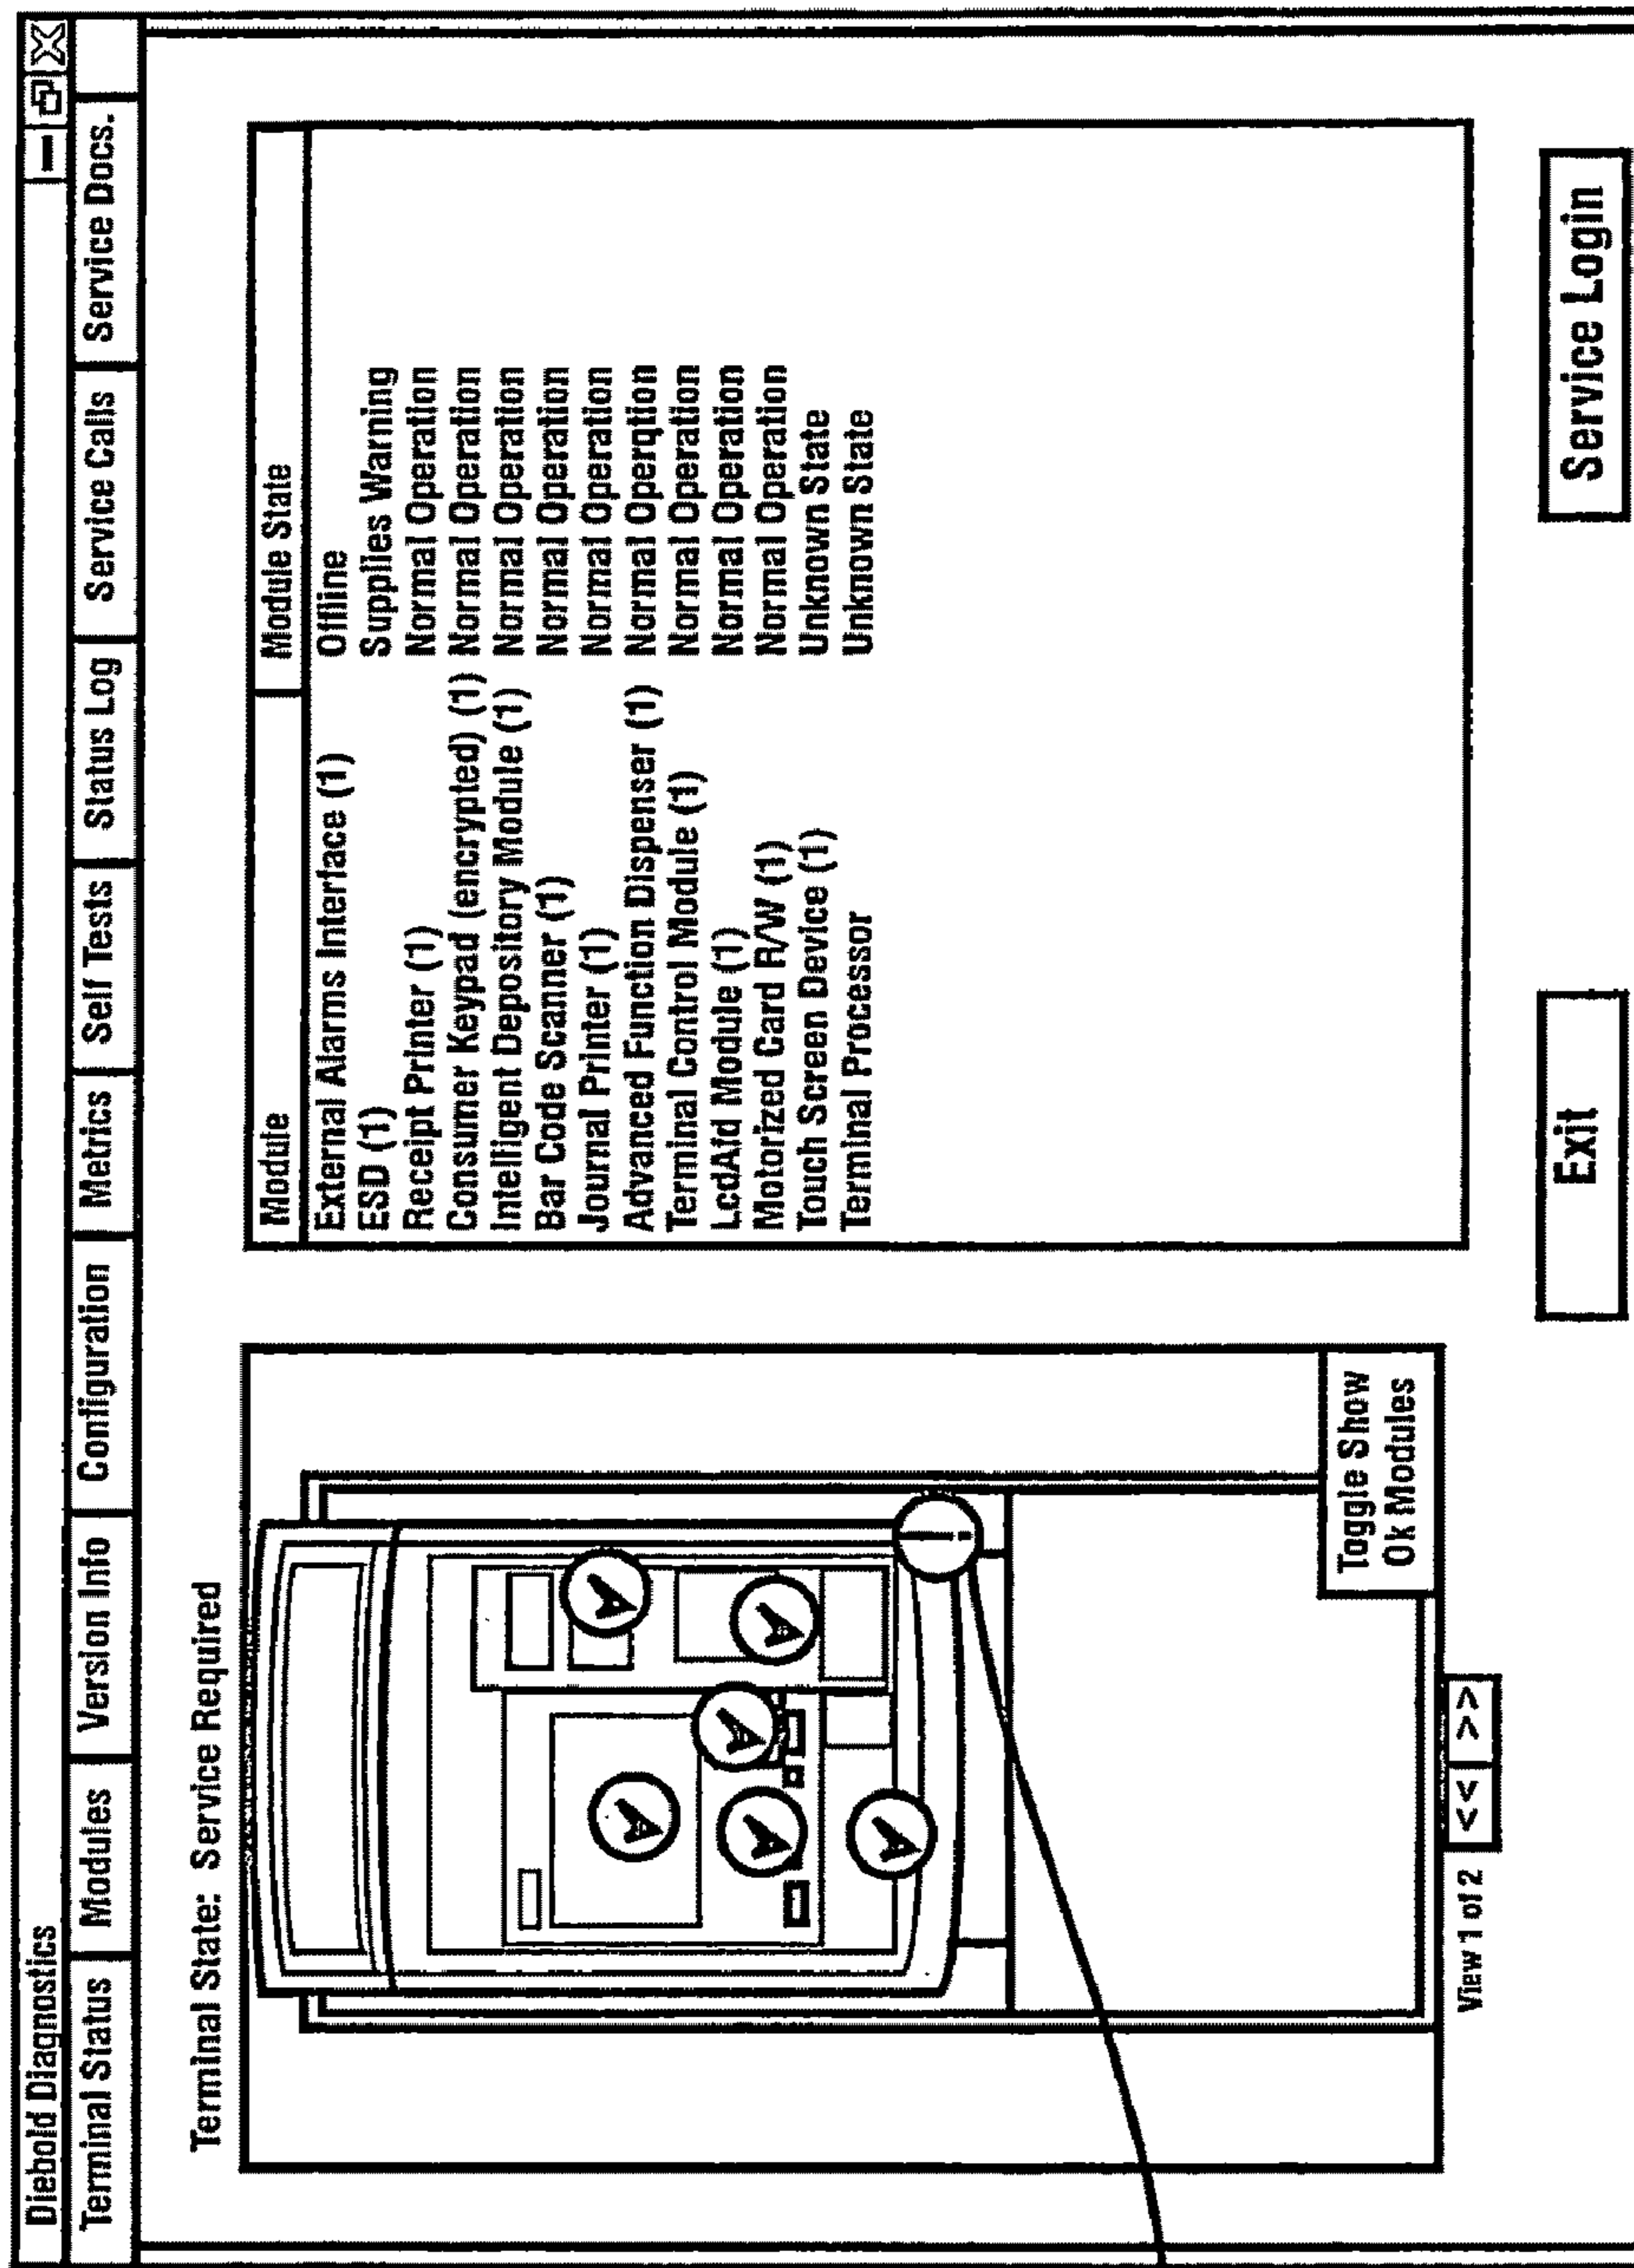 Diebold Diagnostics
Terminal Status Modules Version Info Configuration Metrics Self Tests Status Log Service Calls Service Docs.
Terminal State: Service Required
Toggle Show
Ok Modules
View 1 of 2 << >>
Module Module State
External Alarms Interface (1) Offline
ESD (1) Supplies Warning
Receipt Printer (1) Normal Operation
Consumer Keypad (encrypted) (1) Normal Operation
Intelligent Depository Module (1) Normal Operation
Bar Code Scanner (1) Normal Operation
Journal Printer (1) Normal Operation
Advanced Function Dispenser (1) Normal Operqtion
Terminal Control Module (1) Normal Operation
LcdAid Module (1) Normal Operation
Motorized Card R/W (1) Normal Operation
Touch Screen Device (1) Unknown State
Terminal Processor Unknown State
Exit Service Login